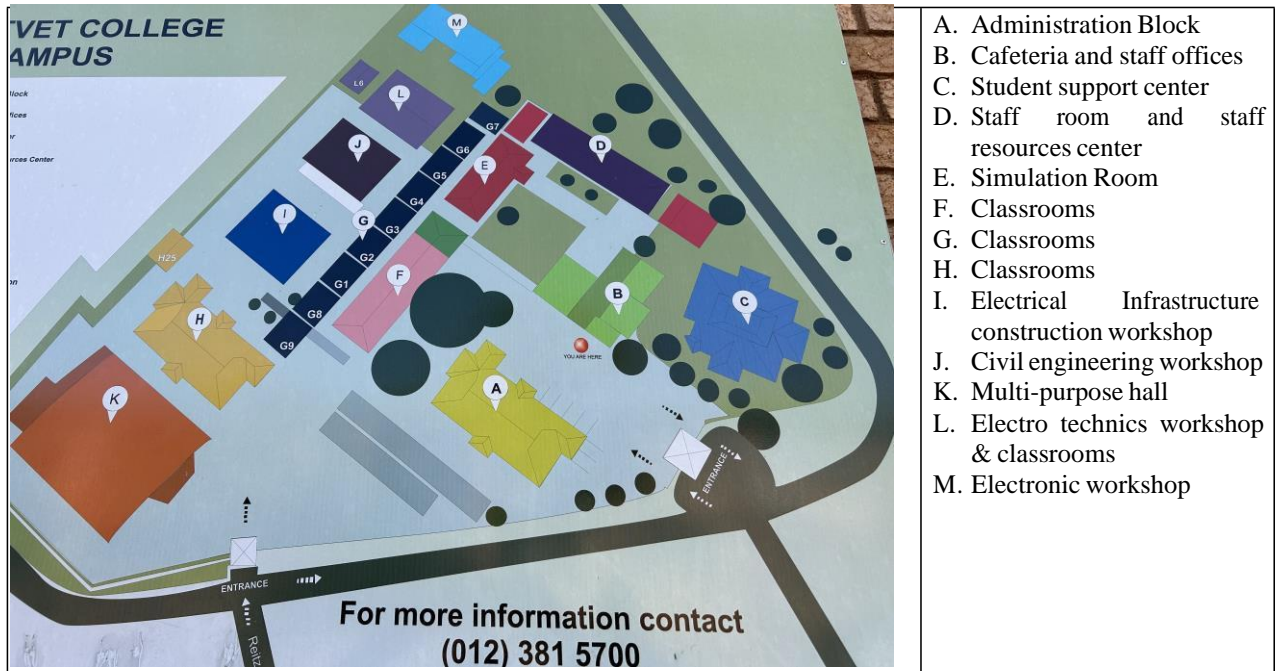 TVET COLLEGE
AMPUS
lock
fices
er
urces Center
on
M
L6
L
G7
J
G6
D
E
G5
G4
I
G
G3
G2
H25
F
G1
B
C
H
G8
YOU ARE HERE
G9
A
K
ENTRANCE
ENTRANCE
Reitz
For more information contact
(012) 381 5700
A. Administration Block
B. Cafeteria and staff offices
C. Student support center
D. Staff room and staff
resources center
E. Simulation Room
F. Classrooms
G. Classrooms
H. Classrooms
I. Electrical Infrastructure
construction workshop
J. Civil engineering workshop
K. Multi-purpose hall
L. Electro technics workshop
& classrooms
M. Electronic workshop